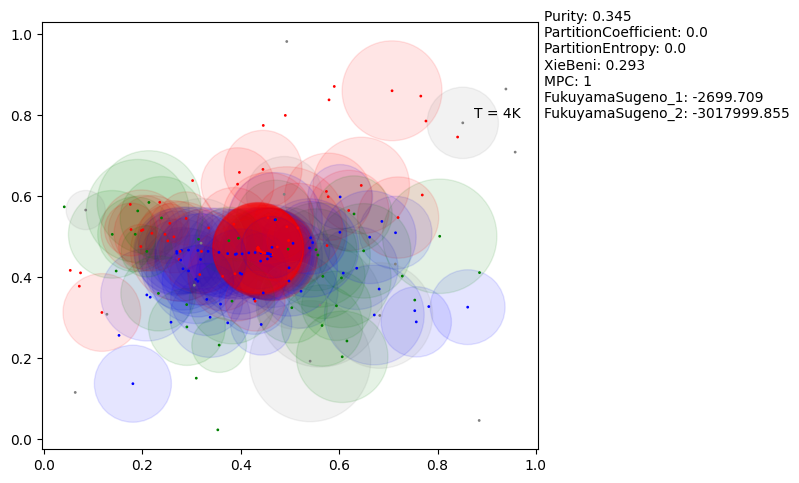 Purity: 0.345
PartitionCoefficient: 0.0
PartitionEntropy: 0.0
XieBeni: 0.293
MPC: 1
FukuyamaSugeno_1: -2699.709
FukuyamaSugeno_2: -3017999.855
T = 4K
1.0
0.8
0.6
0.4
0.2
0.0
0.0 0.2 0.4 0.6 0.8 1.0